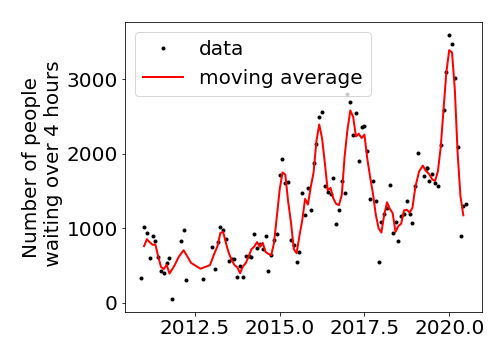 data
moving average
Number of people
waiting over 4 hours
3000
2000
1000
0
2012.5 2015.0 2017.5 2020.0